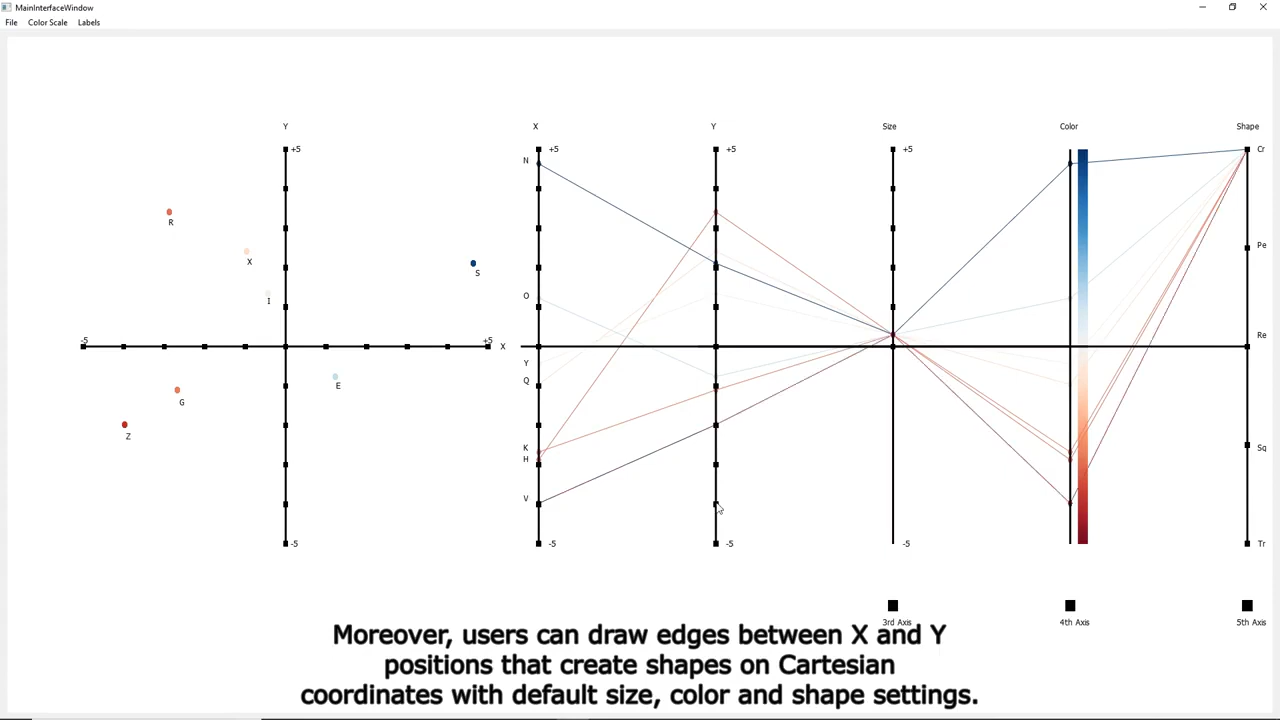 MainInterfaceWindow
File Color Scale Labels
Y X Y Size Color Shape
+5 +5 +5 +5 Cr
N
R
X
S
I
O
Pe
E
-5 +5 X
Re
Y
Q
G
Z
K
H
Sq
V
-5 -5 -5 -5 Tr
3rd Axis 4th Axis 5th Axis
Moreover, users can draw edges between X and Y
positions that create shapes on Cartesian
coordinates with default size, color and shape settings.